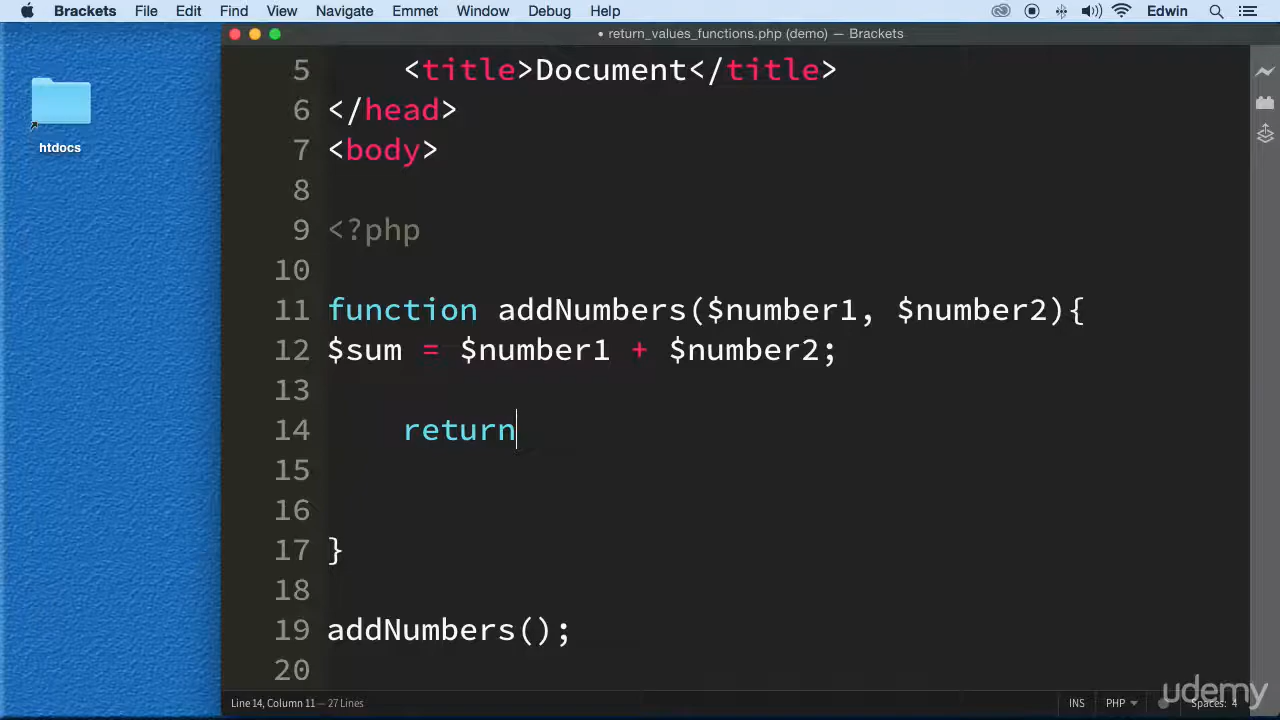 Brackets File Edit Find View Navigate Emmet Window Debug Help Edwin
• return_values_functions.php (demo) — Brackets
htdocs
5 <title>Document</title>
6 </head>
7 <body>
8
9 <?php
10
11 function addNumbers($number1, $number2){
12 $sum = $number1 + $number2;
13
14 return
15
16
17 }
18
19 addNumbers();
20
Line 14, Column 11 — 27 Lines INS PHP Spaces: 4
udemy